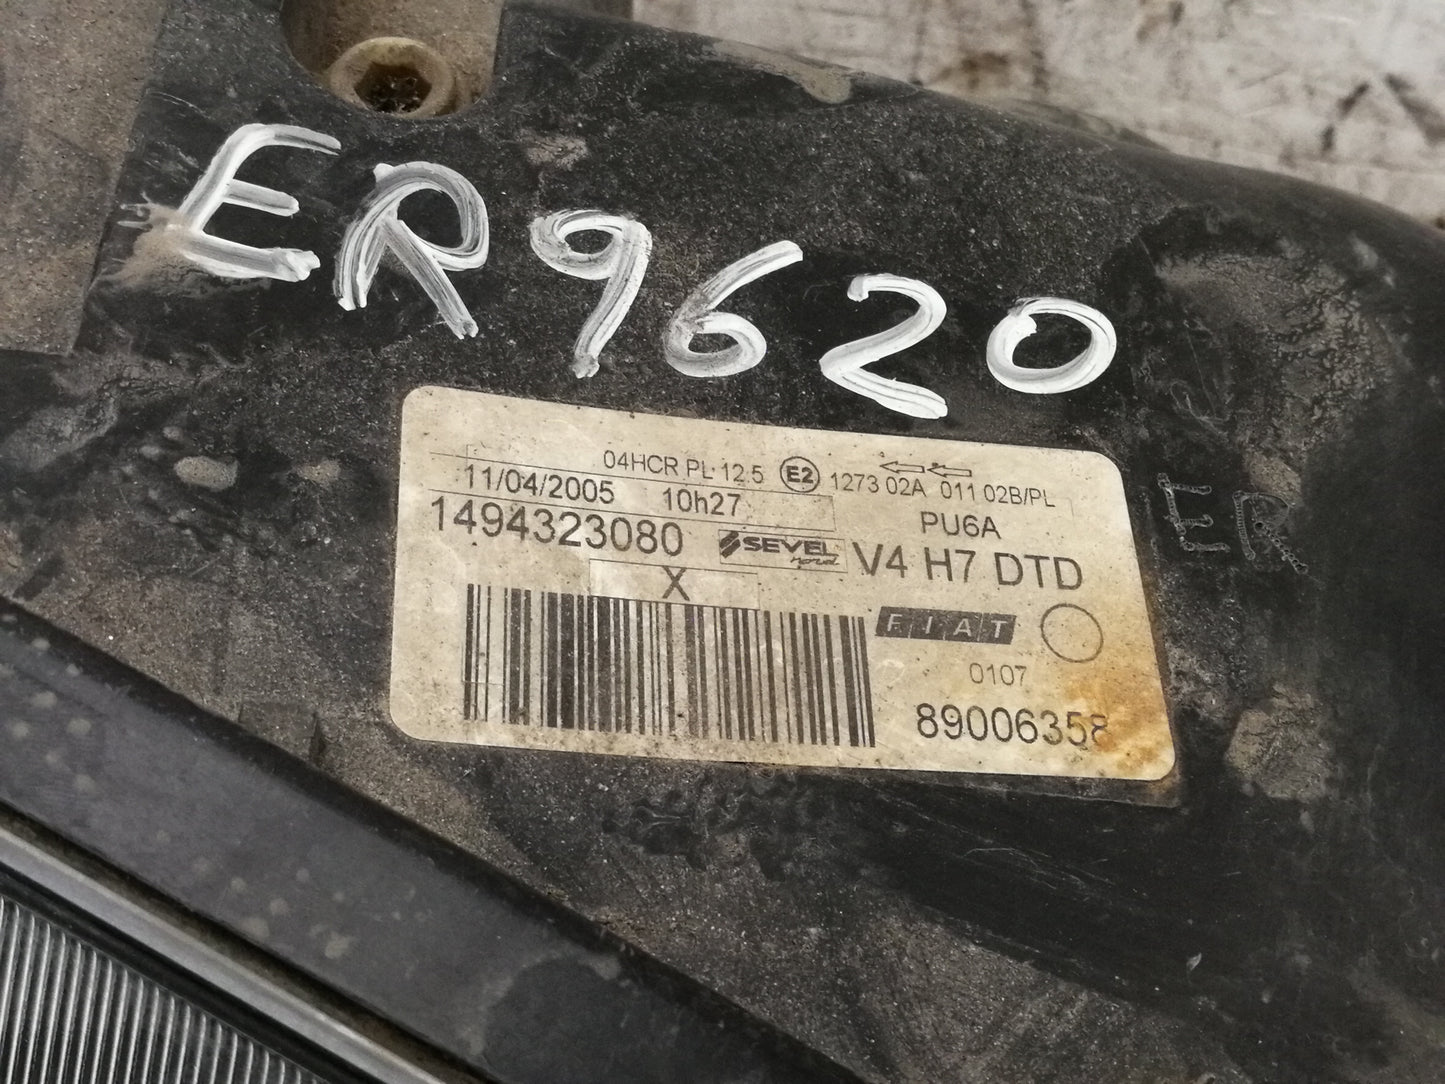 ER9620
04HCR PL 12.5 E2 1273 02A 011 02B/PL
11/04/2005 10h27
PU6A
1494323080 SEVEL nord V4 H7 DTD
X
FIAT
0107
89006358
ER